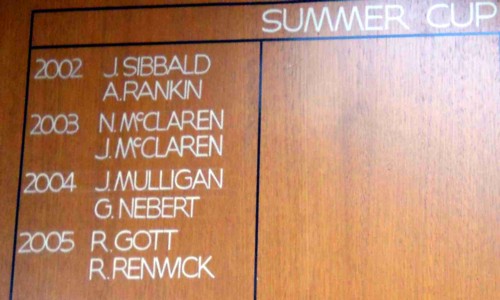 SUMMER CUP
2002 J. SIBBALD
A. RANKIN
2003 N. McCLAREN
J. McCLAREN
2004 J. MULLIGAN
G. NEBERT
2005 R. GOTT
R. RENWICK